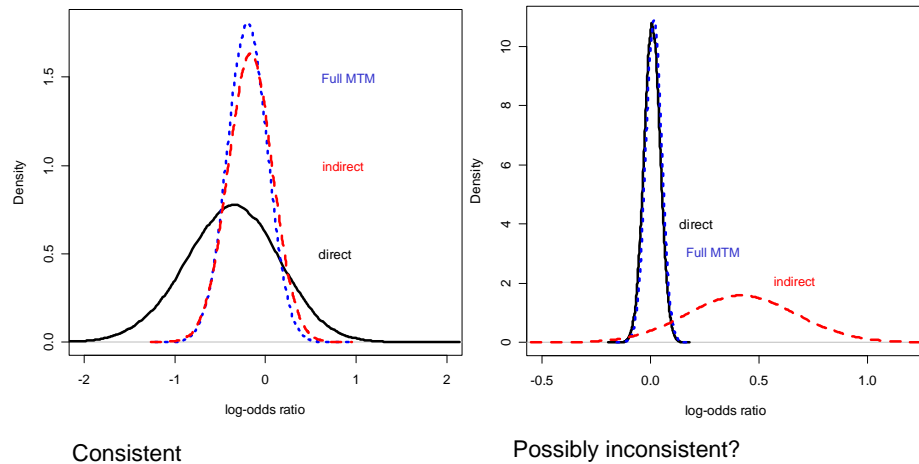 Density
0.0
0.5
1.0
1.5
Full MTM
indirect
direct
-2
-1
0
1
2
log-odds ratio
Consistent
Density
0
2
4
6
8
10
direct
Full MTM
indirect
-0.5
0.0
0.5
1.0
log-odds ratio
Possibly inconsistent?